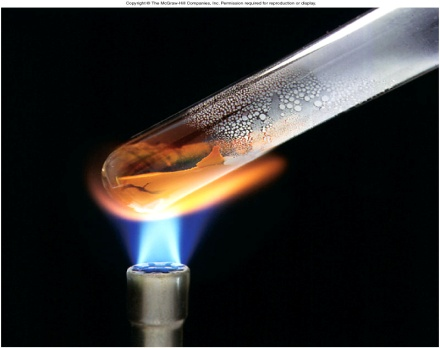 Copyright © The McGraw-Hill Companies, Inc. Permission required for reproduction or display.